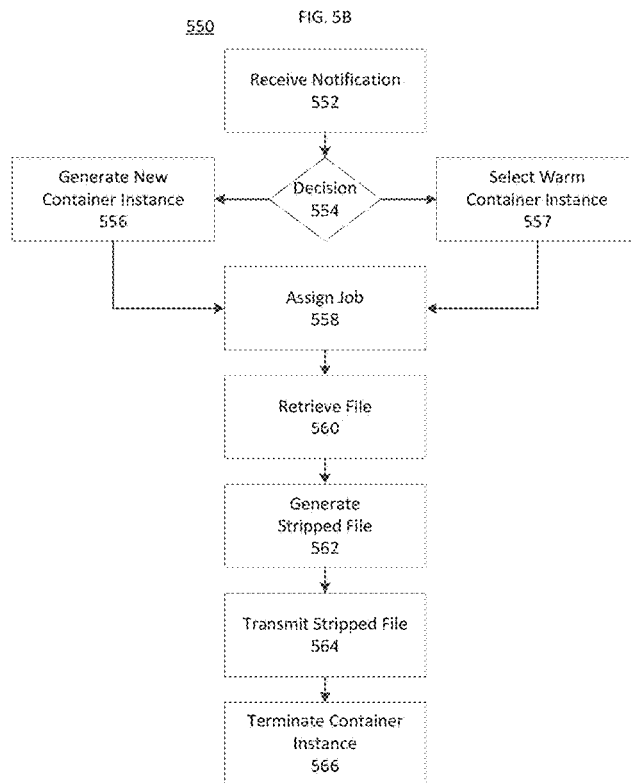 FIG. 5B
550
Receive Notification
552
Generate New
Container Instance
556
Decision
554
Select Warm
Container Instance
557
Assign Job
558
Retrieve File
560
Generate
Stripped File
562
Transmit Stripped File
564
Terminate Container
Instance
566